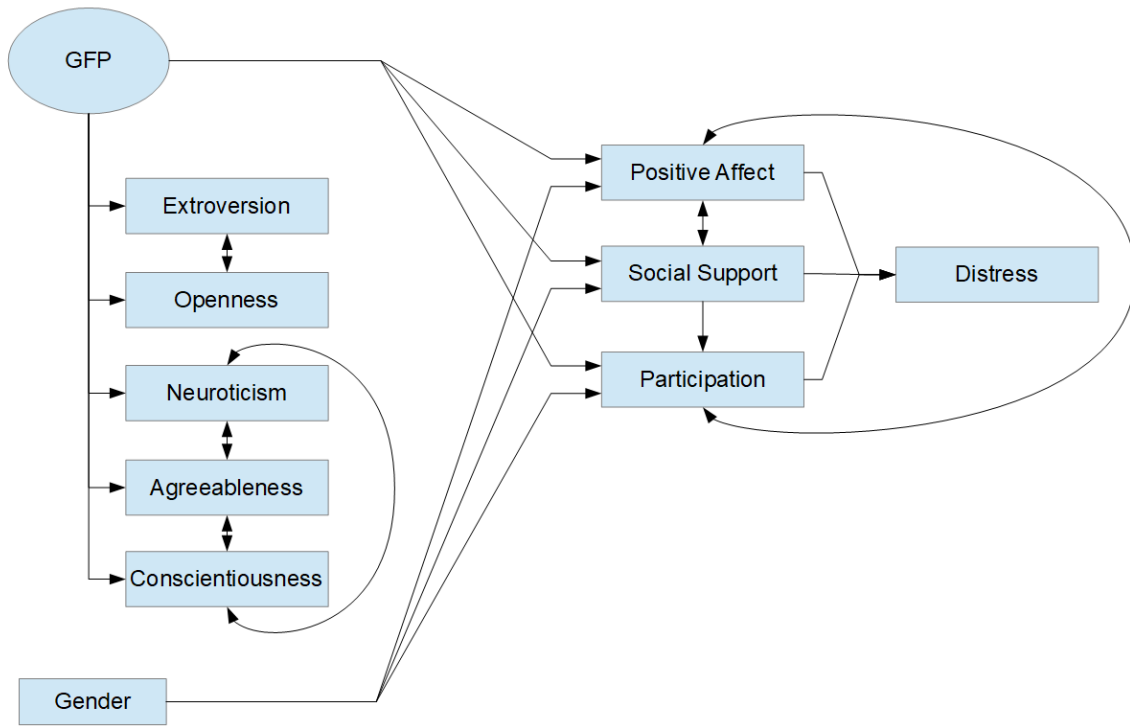 GFP
Extroversion
Openness
Neuroticism
Agreeableness
Conscientiousness
Gender
Positive Affect
Social Support
Participation
Distress